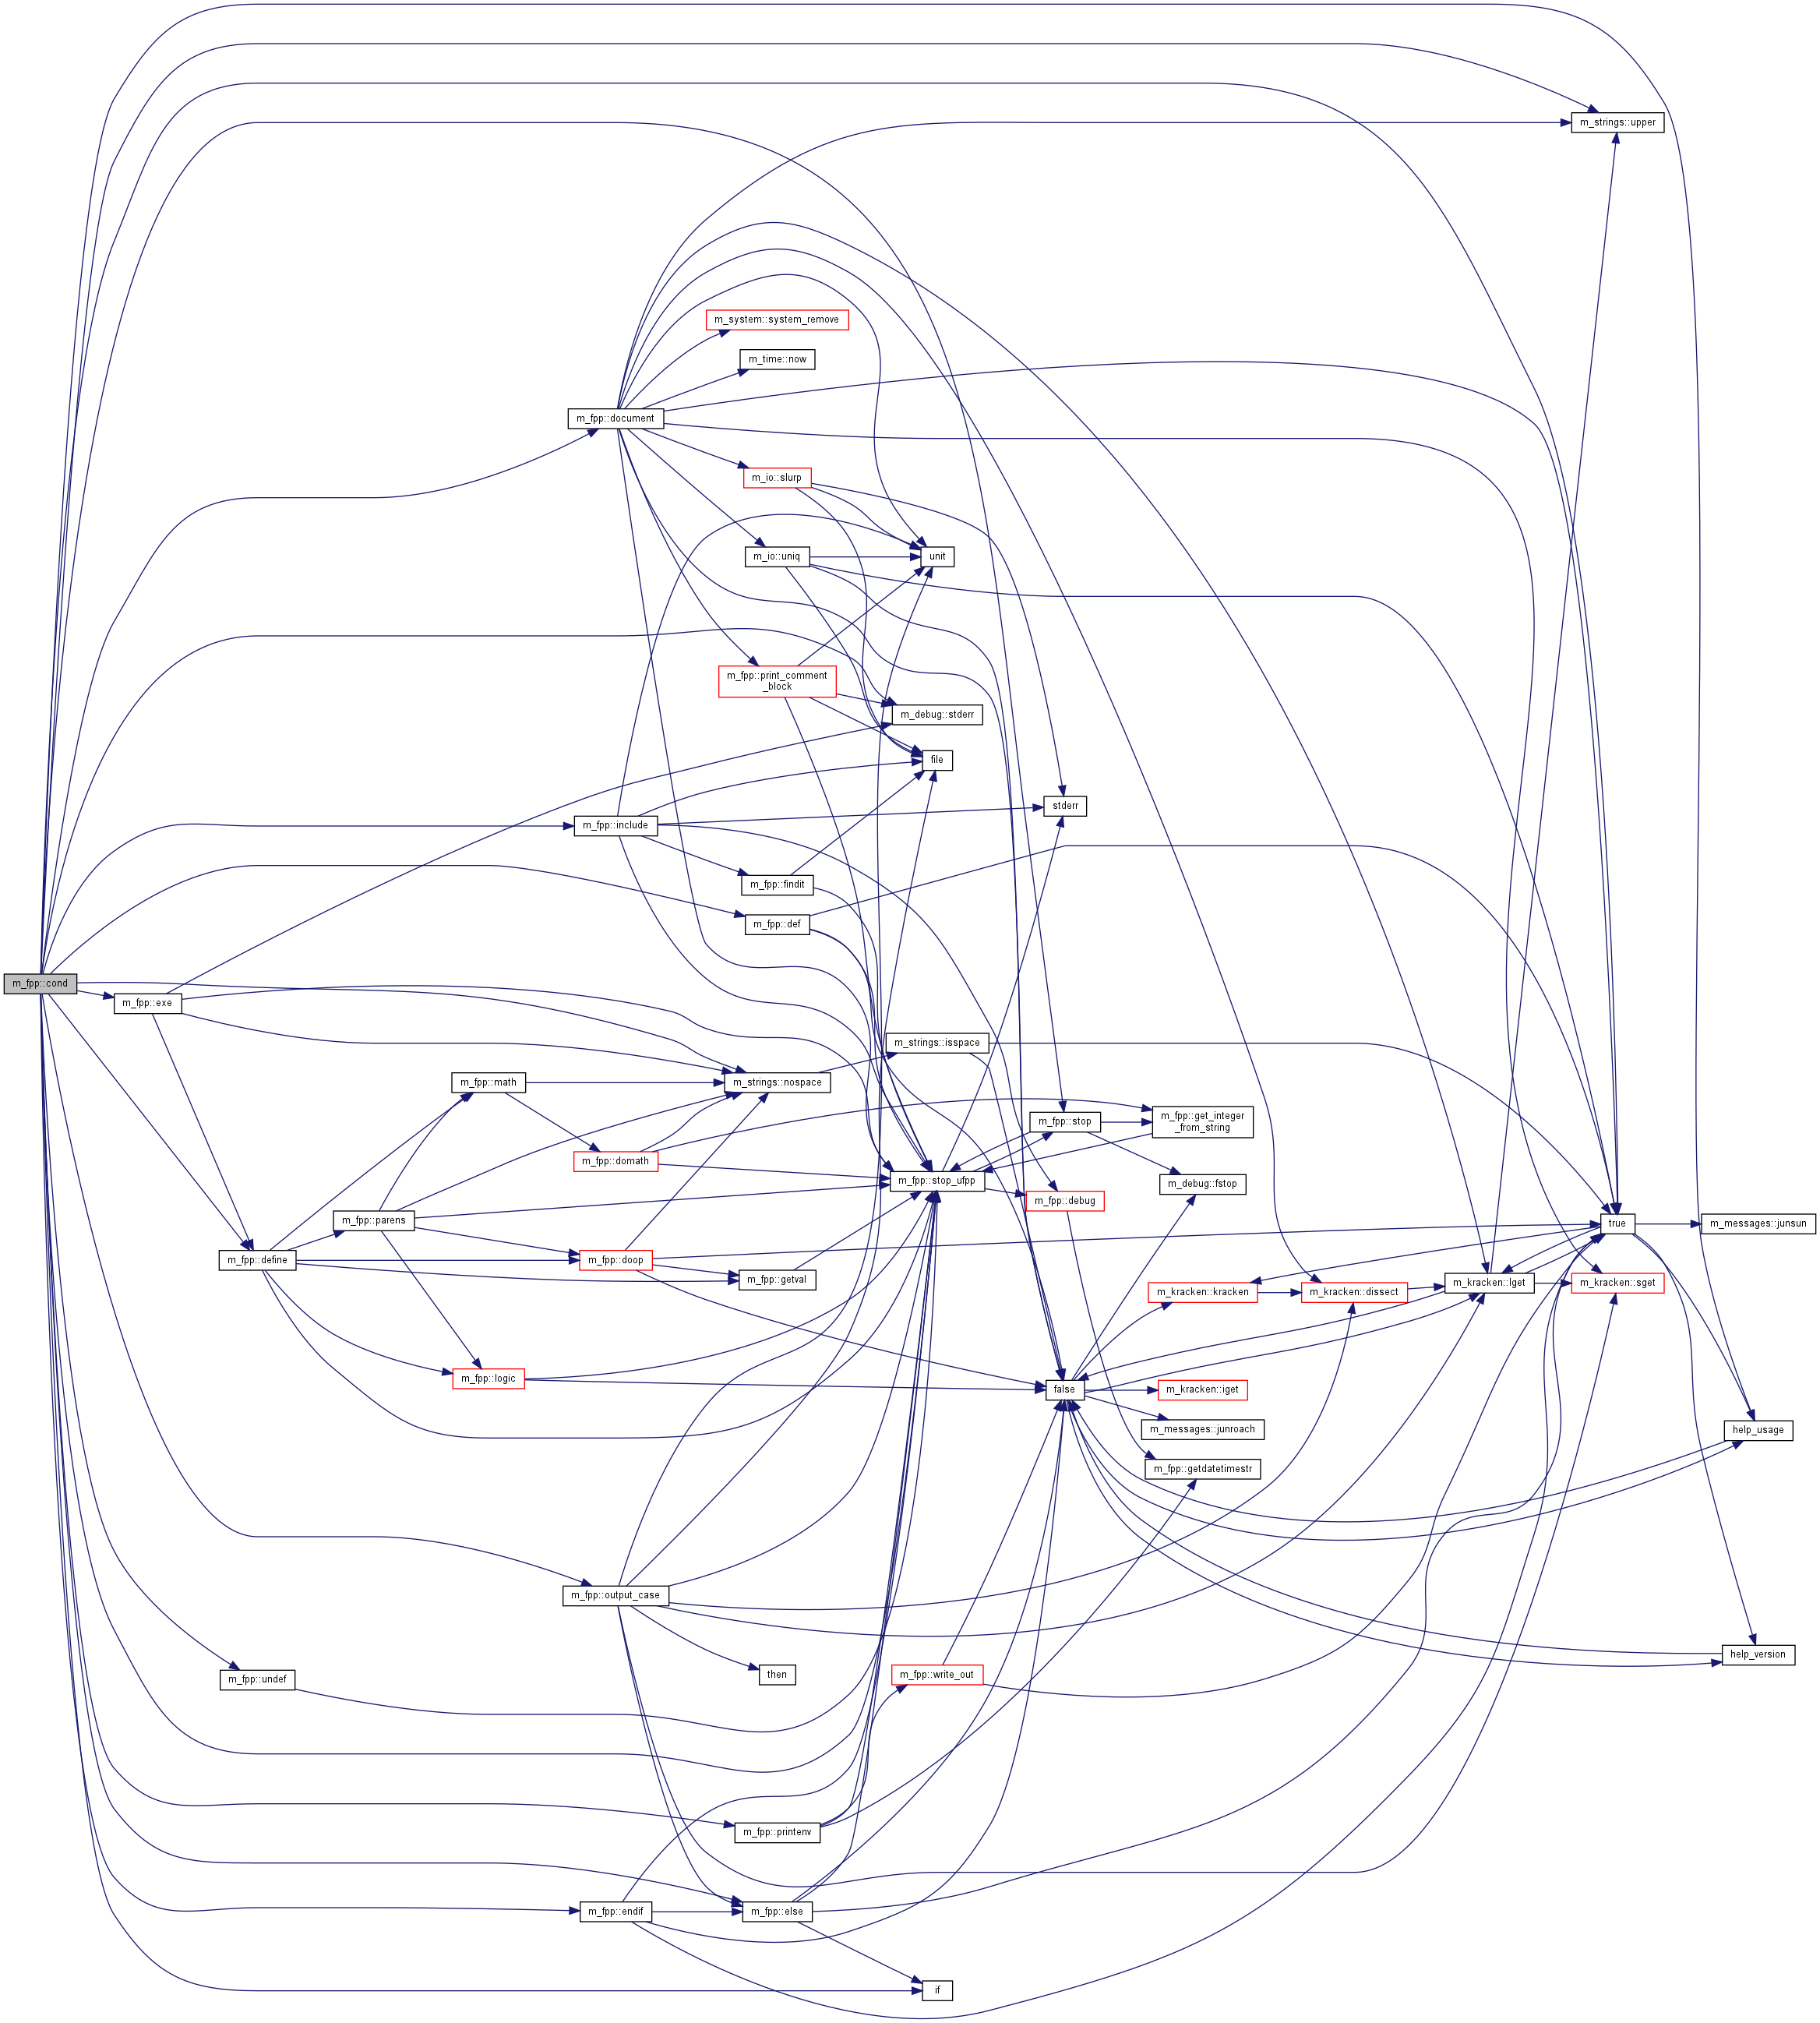 m_strings::upper
m_system::system_remove
m_time::now
m_fpp::document
m_io::slurp
m_io::uniq
unit
m_fpp::print_comment
_block
m_debug::stderr
file
stderr
m_fpp::include
m_fpp::findit
m_fpp::def
m_fpp::cond
m_fpp::exe
m_strings::isspace
m_fpp::math
m_strings::nospace
m_fpp::stop
m_fpp::get_integer
_from_string
m_fpp::domath
m_fpp::stop_ufpp
m_debug::fstop
m_fpp::debug
m_fpp::parens
true
m_messages::junsun
m_fpp::define
m_fpp::doop
m_fpp::getval
m_kracken::kracken
m_kracken::dissect
m_kracken::lget
m_kracken::sget
m_fpp::logic
false
m_kracken::iget
m_messages::junroach
help_usage
m_fpp::getdatetimestr
m_fpp::output_case
then
m_fpp::undef
m_fpp::write_out
help_version
m_fpp::printenv
m_fpp::endif
m_fpp::else
if